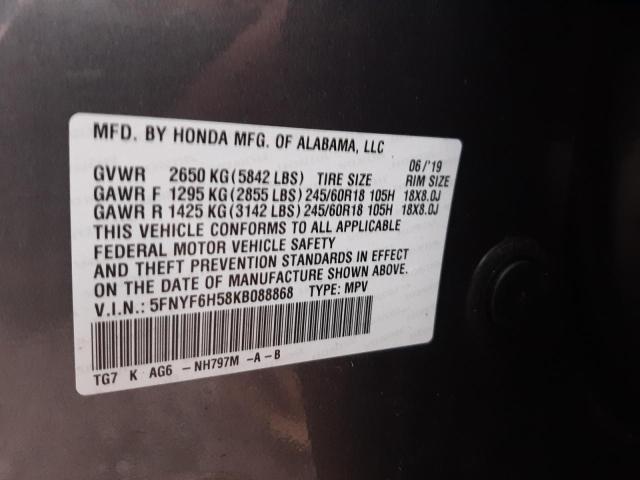 MFD. BY HONDA MFG. OF ALABAMA, LLC
06/'19
GVWR 2650 KG (5842 LBS) TIRE SIZE RIM SIZE
GAWR F 1295 KG (2855 LBS) 245/60R18 105H 18X8.0J
GAWR R 1425 KG (3142 LBS) 245/60R18 105H 18X8.0J
THIS VEHICLE CONFORMS TO ALL APPLICABLE
FEDERAL MOTOR VEHICLE SAFETY
AND THEFT PREVENTION STANDARDS IN EFFECT
ON THE DATE OF MANUFACTURE SHOWN ABOVE.
V.I.N.: 5FNYF6H58KB088868 TYPE: MPV
TG7 K AG6 -NH797M -A-B